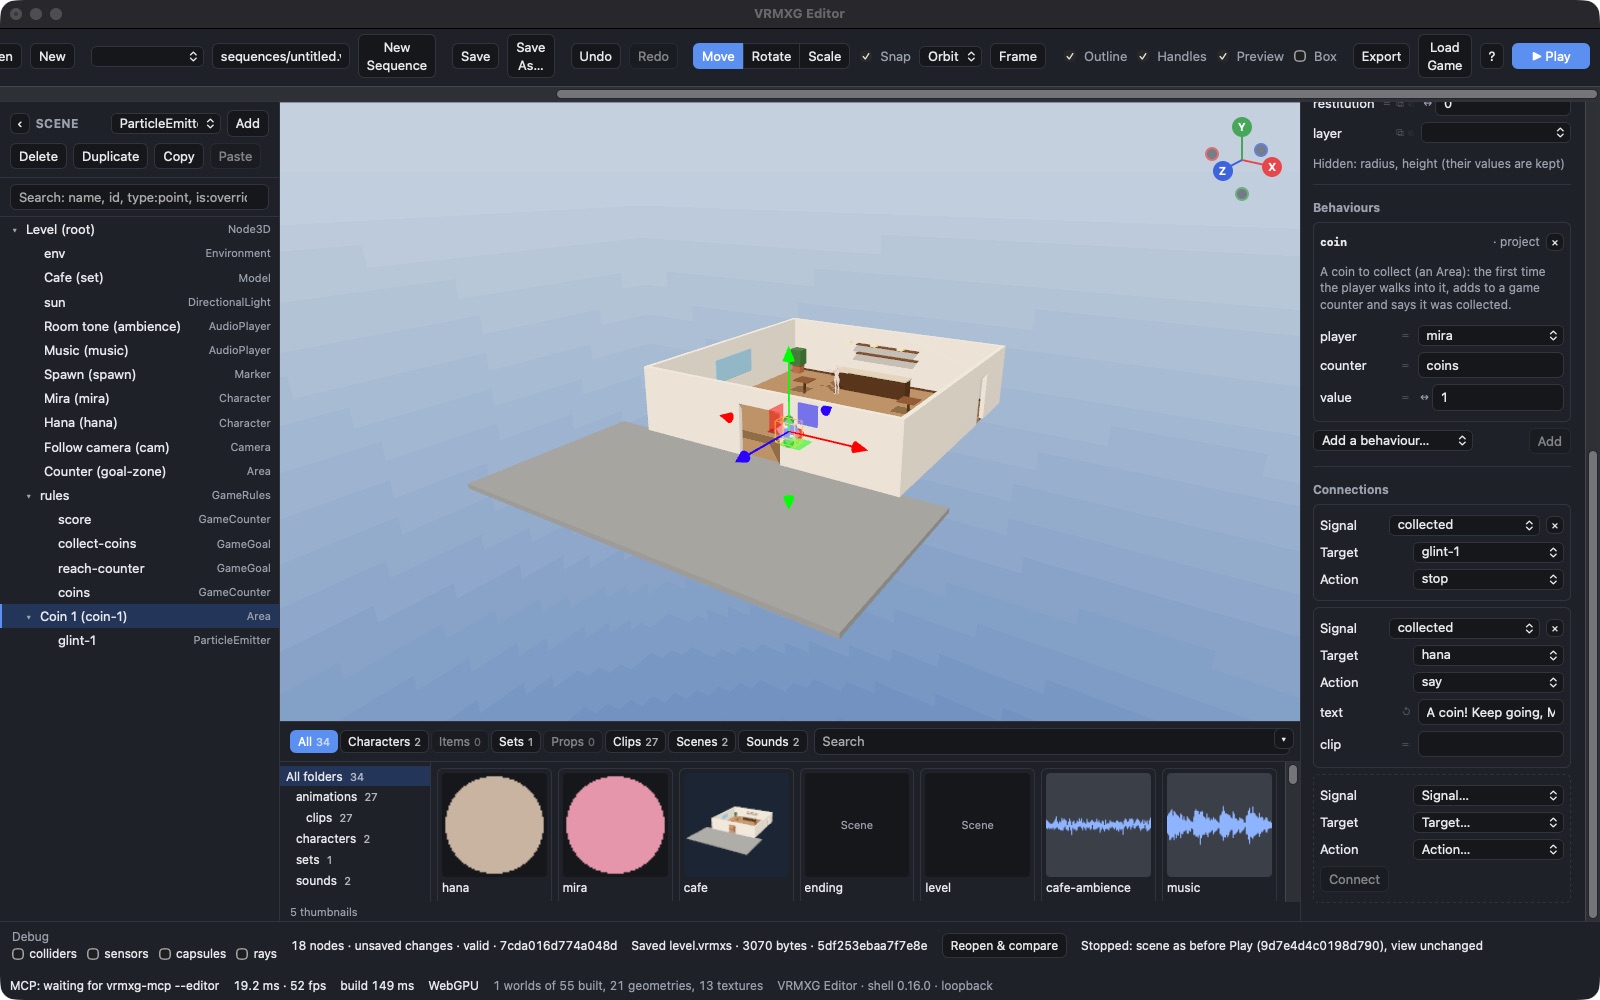 VRMXG Editor
en New sequences/untitled.v New Sequence Save Save As... Undo Redo Move Rotate Scale Snap Orbit Frame Outline Handles Preview Box Export Load Game ? Play
SCENE ParticleEmitt Add
Delete Duplicate Copy Paste
Search: name, id, type:point, is:overric
Level (root) Node3D
env Environment
Cafe (set) Model
sun DirectionalLight
Room tone (ambience) AudioPlayer
Music (music) AudioPlayer
Spawn (spawn) Marker
Mira (mira) Character
Hana (hana) Character
Follow camera (cam) Camera
Counter (goal-zone) Area
rules GameRules
score GameCounter
collect-coins GameGoal
reach-counter GameGoal
coins GameCounter
Coin 1 (coin-1) Area
glint-1 ParticleEmitter
Y
X
Z
restitution = 0
layer
Hidden: radius, height (their values are kept)
Behaviours
coin · project ×
A coin to collect (an Area): the first time
the player walks into it, adds to a game
counter and says it was collected.
player = mira
counter = coins
value = 1
Add a behaviour... Add
Connections
Signal collected ×
Target glint-1
Action stop
Signal collected ×
Target hana
Action say
text A coin! Keep going, M
clip =
Signal Signal...
Target Target...
Action Action...
Connect
All 34 Characters 2 Items 0 Sets 1 Props 0 Clips 27 Scenes 2 Sounds 2 Search
All folders 34
animations 27
clips 27
characters 2
sets 1
sounds 2
Scene Scene
hana mira cafe ending level cafe-ambience music
5 thumbnails
Debug
colliders sensors capsules rays
18 nodes · unsaved changes · valid · 7cda016d774a048d Saved level.vrmxs · 3070 bytes · 5df253ebaa7f7e8e Reopen & compare Stopped: scene as before Play (9d7e4d4c0198d790), view unchanged
MCP: waiting for vrmxg-mcp --editor 19.2 ms · 52 fps build 149 ms WebGPU 1 worlds of 55 built, 21 geometries, 13 textures VRMXG Editor · shell 0.16.0 · loopback